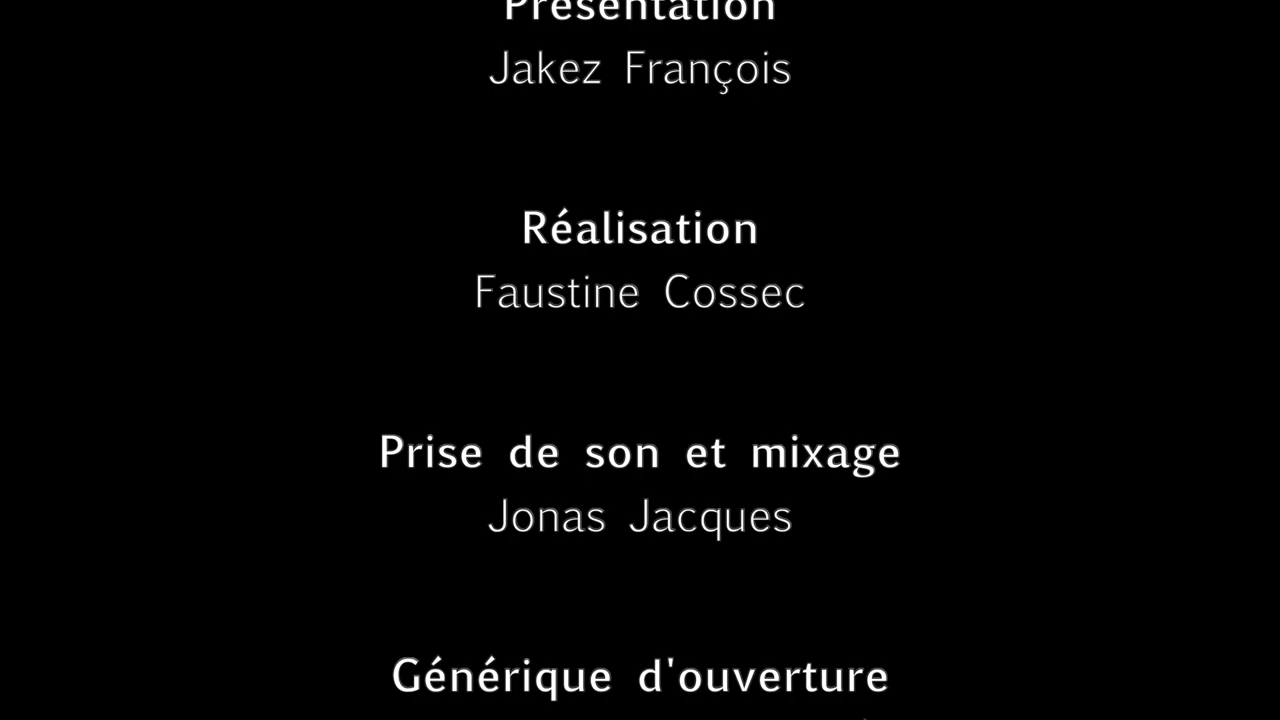 Présentation
Jakez François
Réalisation
Faustine Cossec
Prise de son et mixage
Jonas Jacques
Générique d'ouverture